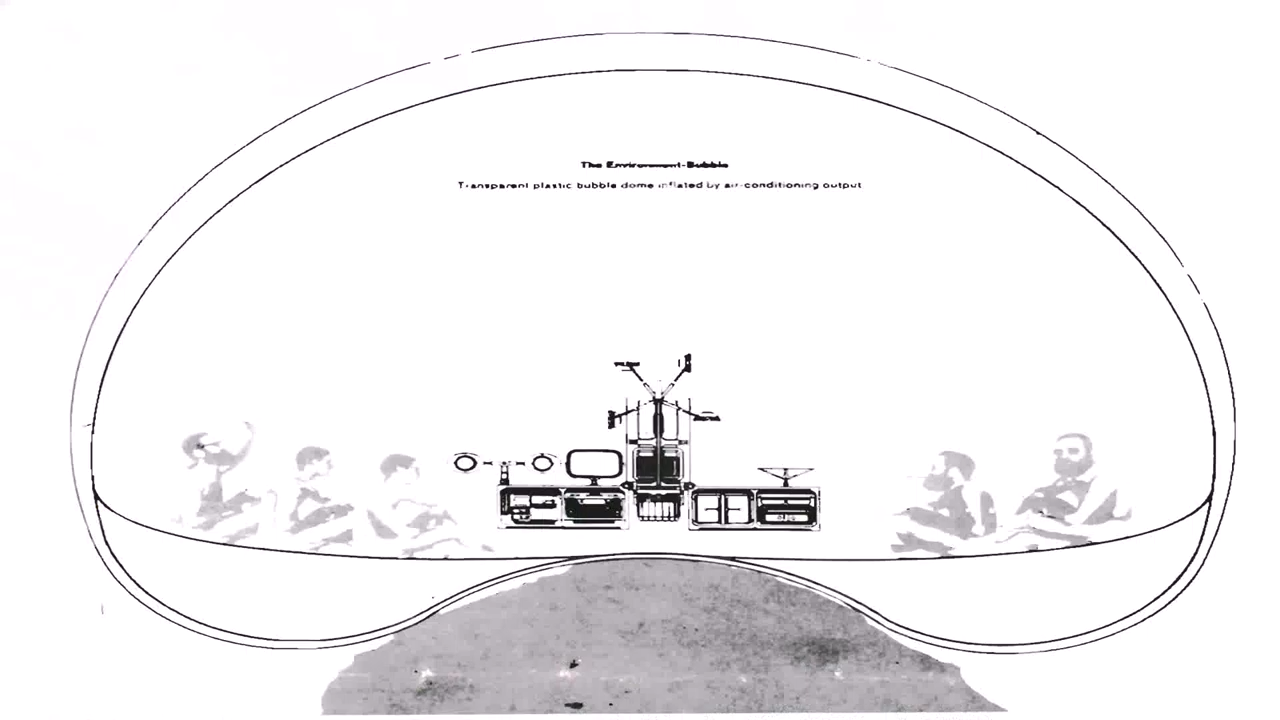 The Environment-Bubble
Transparent plastic bubble dome inflated by air-conditioning output